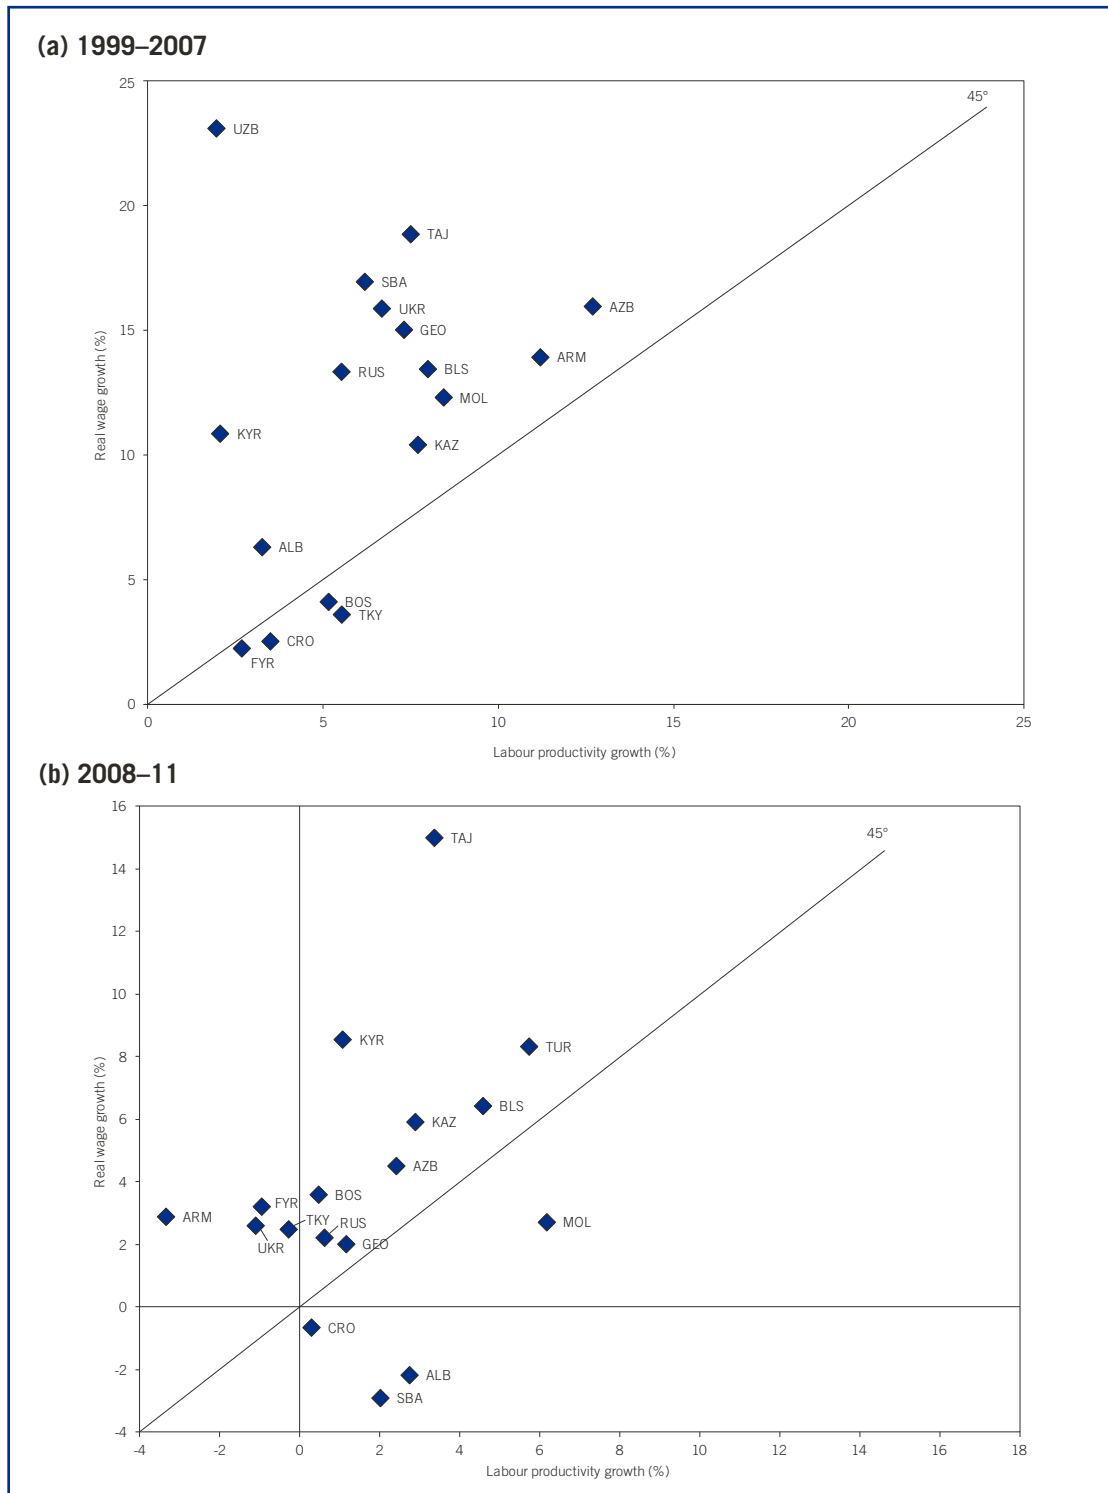 (a) 1999–2007
25
45°
UZB
20
TAJ
SBA
AZB
UKR
GEO
15
ARM
BLS
RUS
MOL
KYR
KAZ
10
Real wage growth (%)
ALB
5
BOS
TKY
CRO
FYR
0
0 5 10 15 20 25
Labour productivity growth (%)
(b) 2008–11
16
45°
TAJ
14
12
10
KYR
TUR
8
BLS
6
KAZ
AZB
Real wage growth (%)
4
BOS
FYR
ARM
TKY
RUS
MOL
UKR
GEO
2
0
CRO
-2
ALB
SBA
-4
-4 -2 0 2 4 6 8 10 12 14 16 18
Labour productivity growth (%)